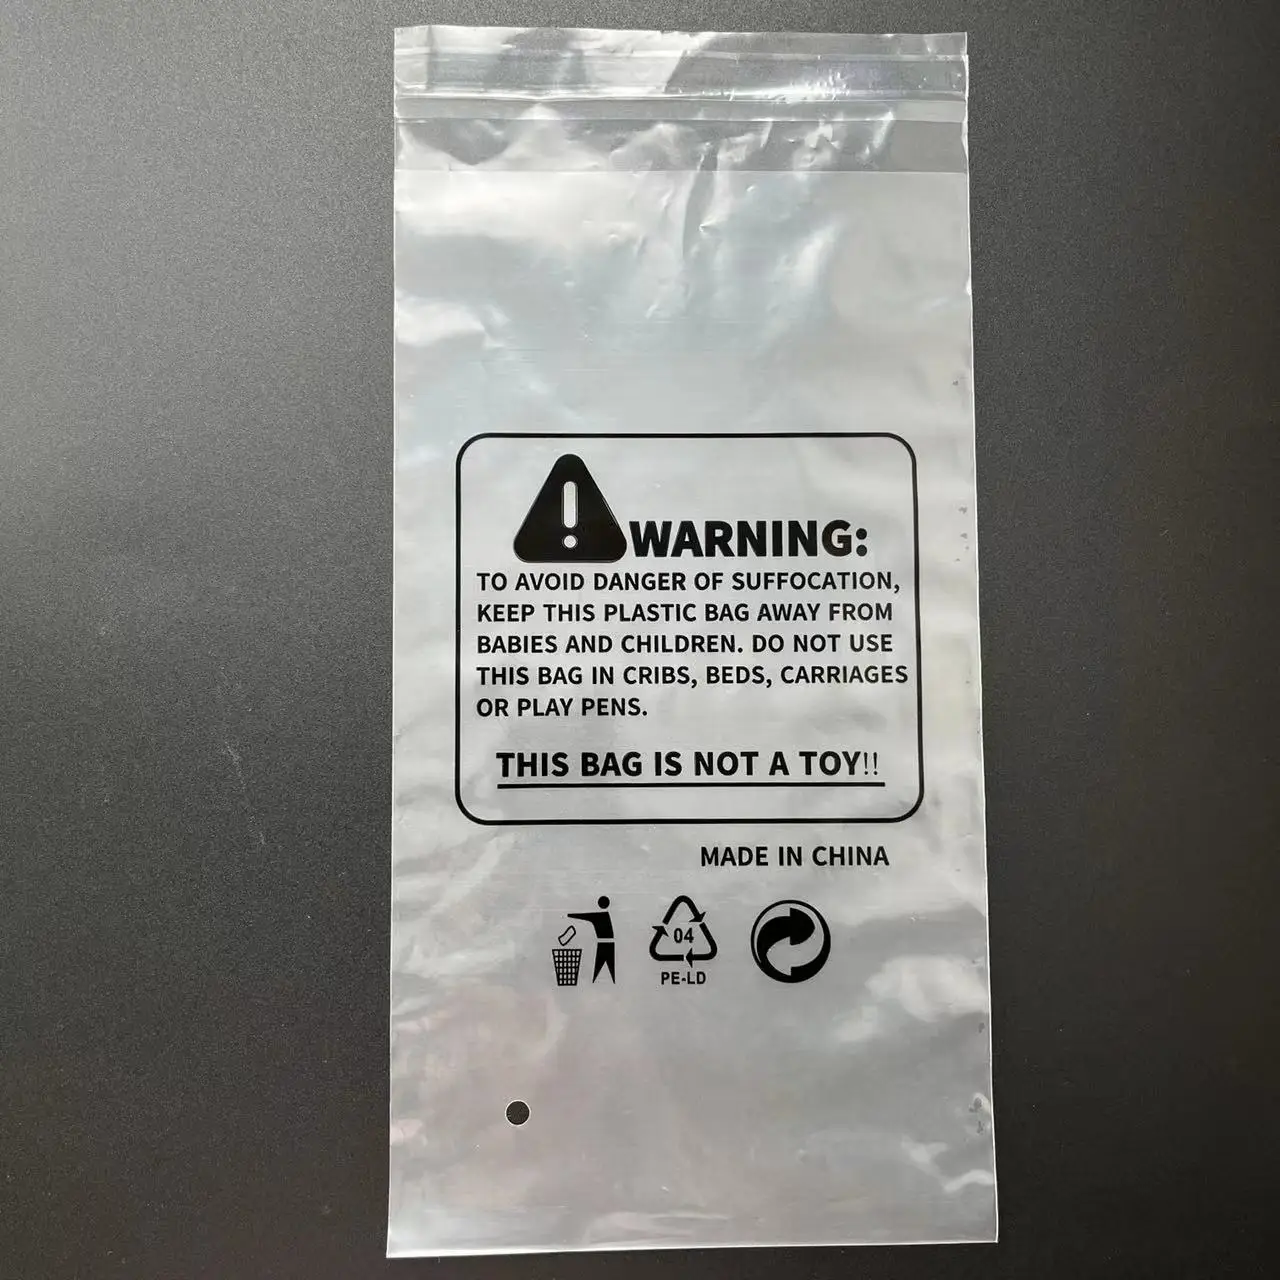 WARNING:
TO AVOID DANGER OF SUFFOCATION,
KEEP THIS PLASTIC BAG AWAY FROM
BABIES AND CHILDREN. DO NOT USE
THIS BAG IN CRIBS, BEDS, CARRIAGES
OR PLAY PENS.
THIS BAG IS NOT A TOY!!
MADE IN CHINA
04
PE-LD